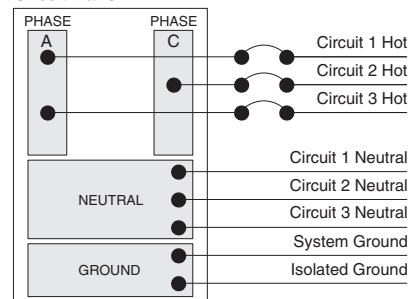 PHASE PHASE
A C
Circuit 1 Hot
Circuit 2 Hot
Circuit 3 Hot
Circuit 1 Neutral
Circuit 2 Neutral
NEUTRAL
Circuit 3 Neutral
System Ground
GROUND
Isolated Ground